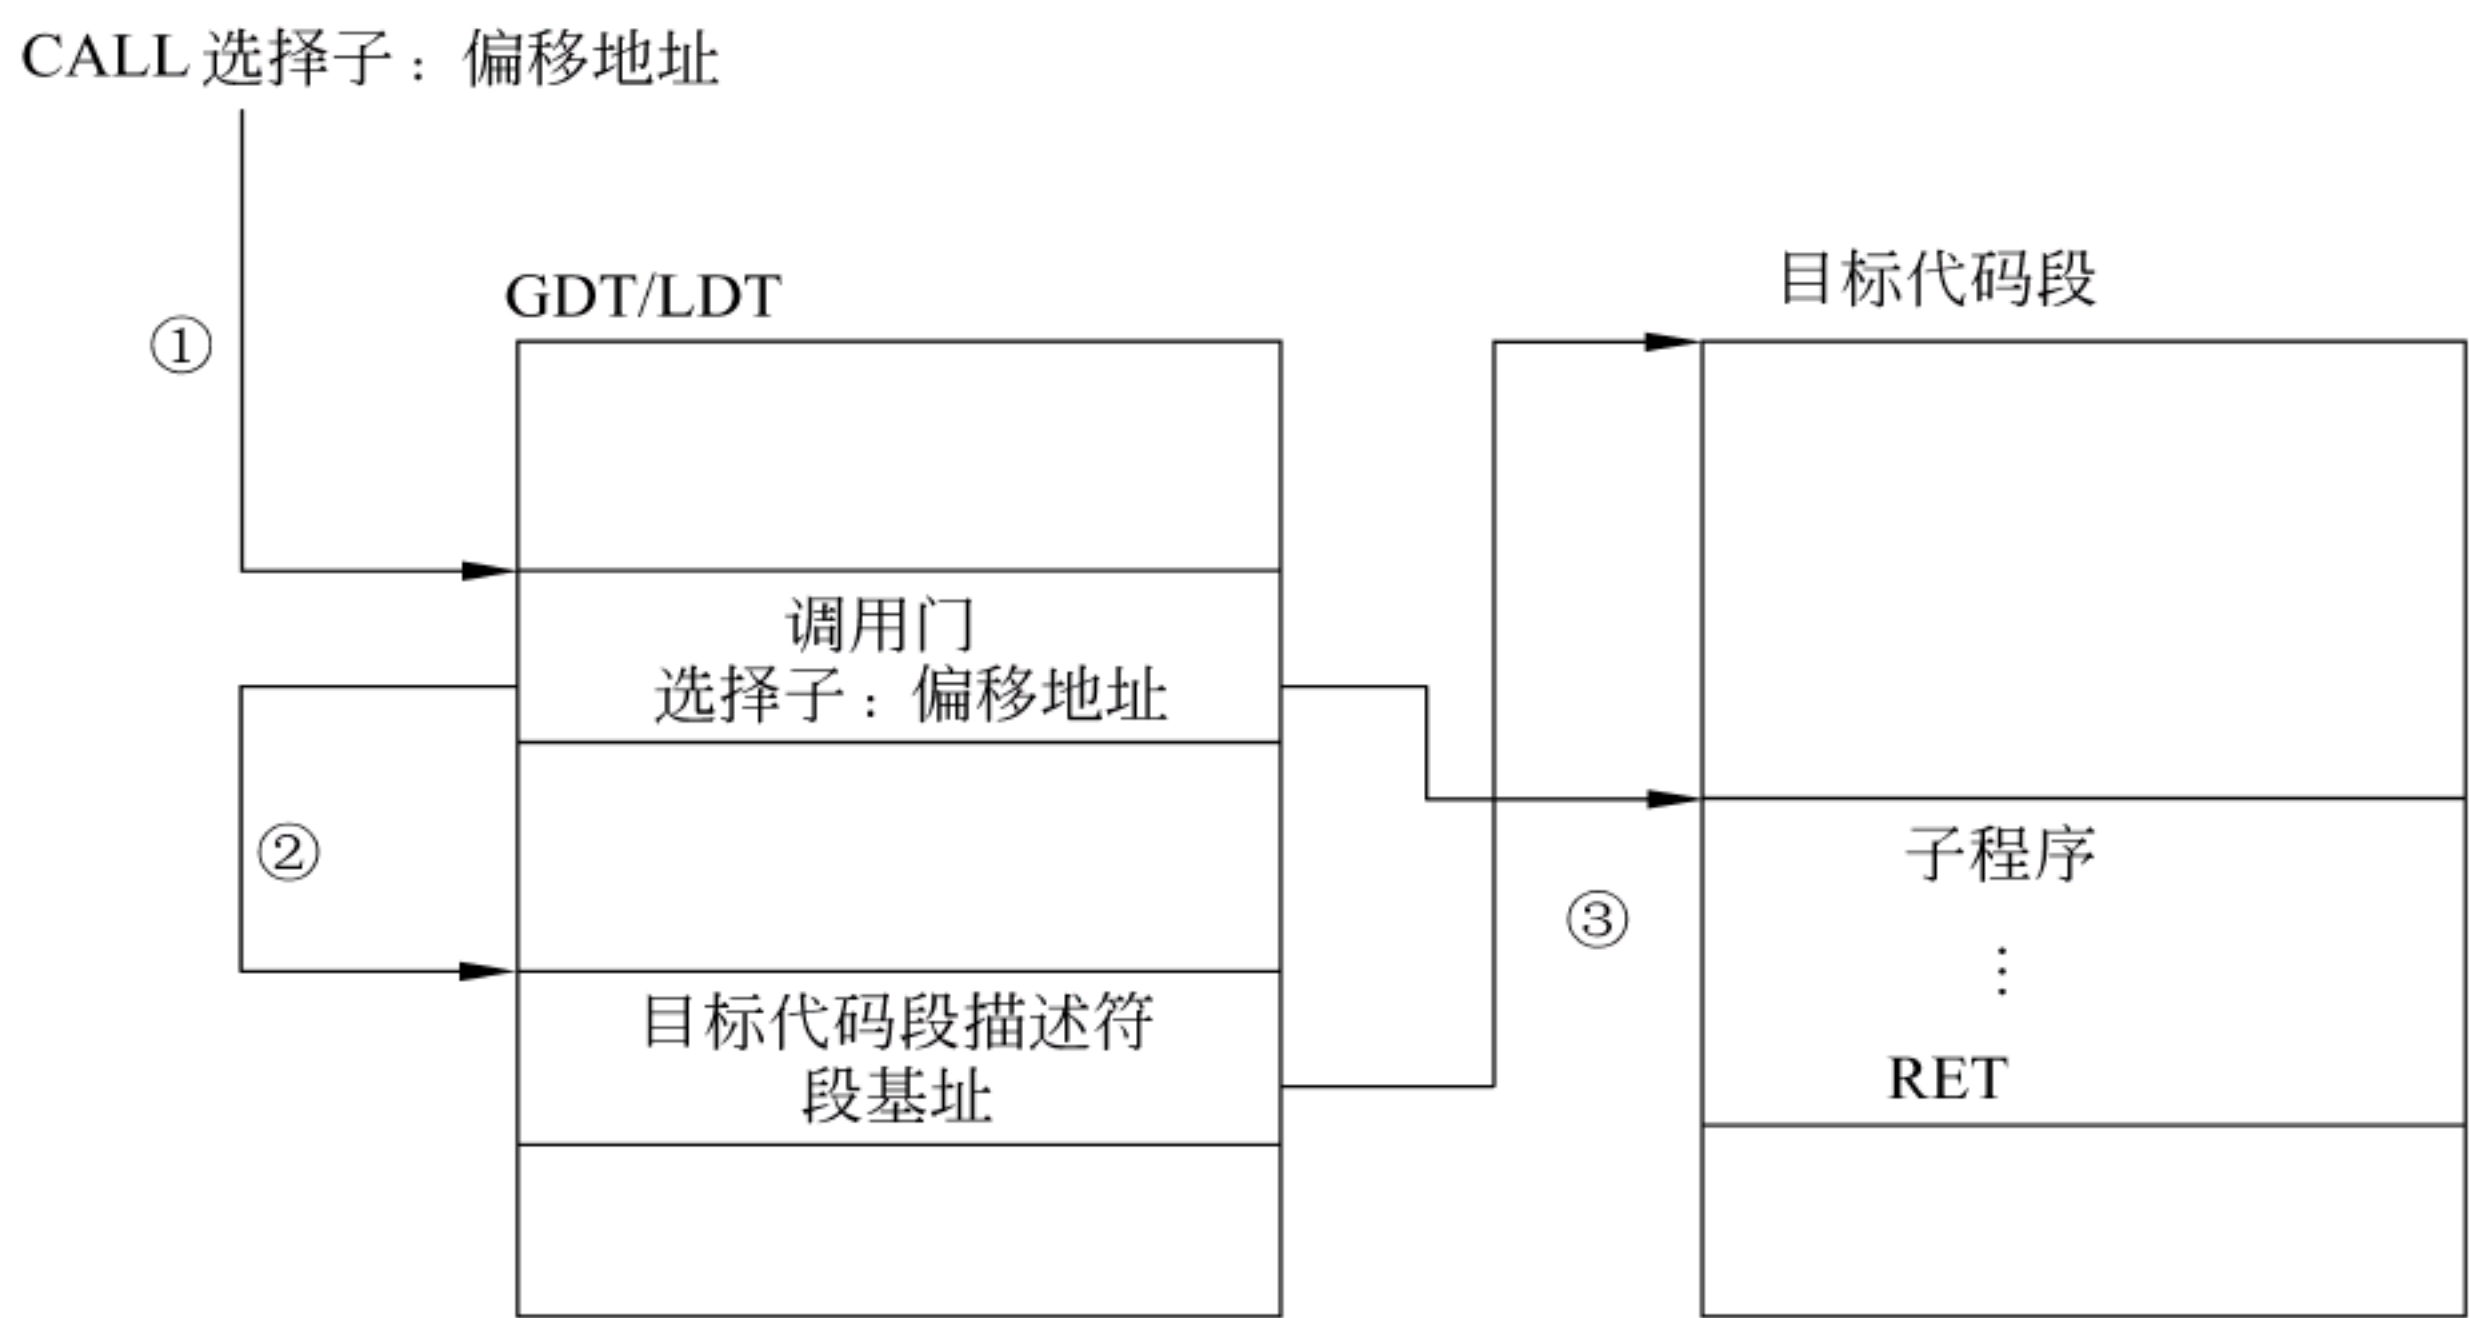 CALL 选择子：偏移地址
GDT/LDT
目标代码段
①
调用门
选择子：偏移地址
②
子程序
③
⋮
目标代码段描述符
段基址
RET